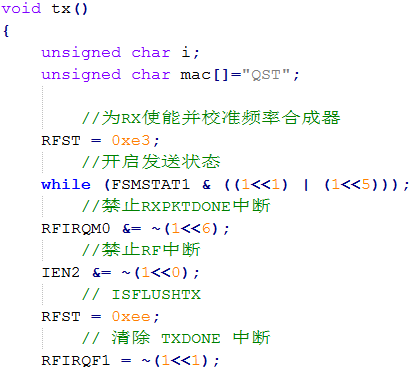 void tx()
{
    unsigned char i;
    unsigned char mac[]="QST";

        //为RX使能并校准频率合成器
    RFST = 0xe3;
        //开启发送状态
    while (FSMSTAT1 & ((1<<1) | (1<<5)));
        //禁止RXPKTDONE中断
    RFIRQM0 &= ~(1<<6);
        //禁止RF中断
    IEN2 &= ~(1<<0);
        // ISFLUSHTX
    RFST = 0xee;
        // 清除 TXDONE 中断
    RFIRQF1 = ~(1<<1);